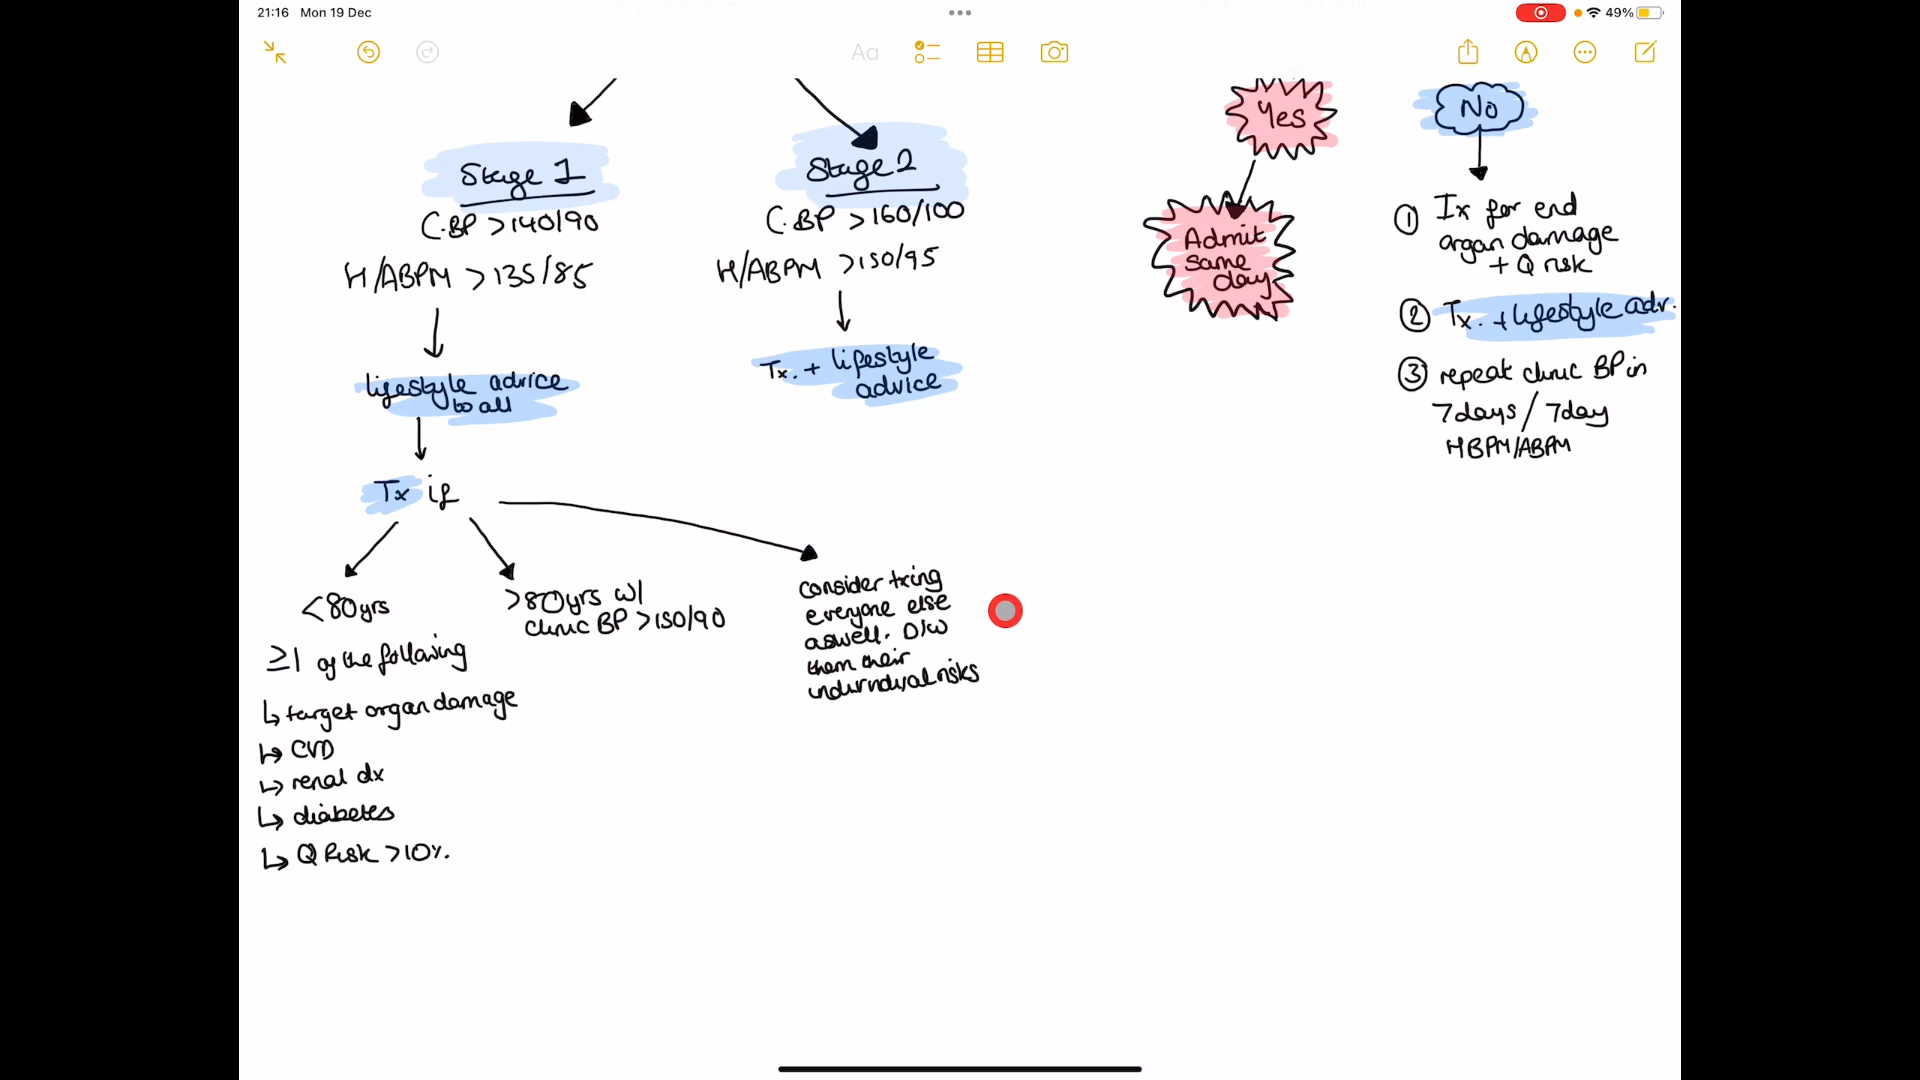 21:16 Mon 19 Dec
49%
Aa
Stage 1
C.BP >140/90
H/ABPM >135/85
lifestyle advice
to all
Tx if
<80yrs
≥1 of the following
↳ target organ damage
↳ CVD
↳ renal dx
↳ diabetes
↳ Q Risk >10%.
>80yrs w/
clinic BP >150/90
consider txing
everyone else
aswell. D/W
them their
individual risks
Stage 2
C.BP >160/100
H/ABPM >150/95
Tx. + lifestyle
advice
Yes
Admit
same
day
No
① Ix for end
organ damage
+ Q risk
② Tx. + lifestyle adv.
③ repeat clinic BP in
7days / 7day
HBPM/ABPM